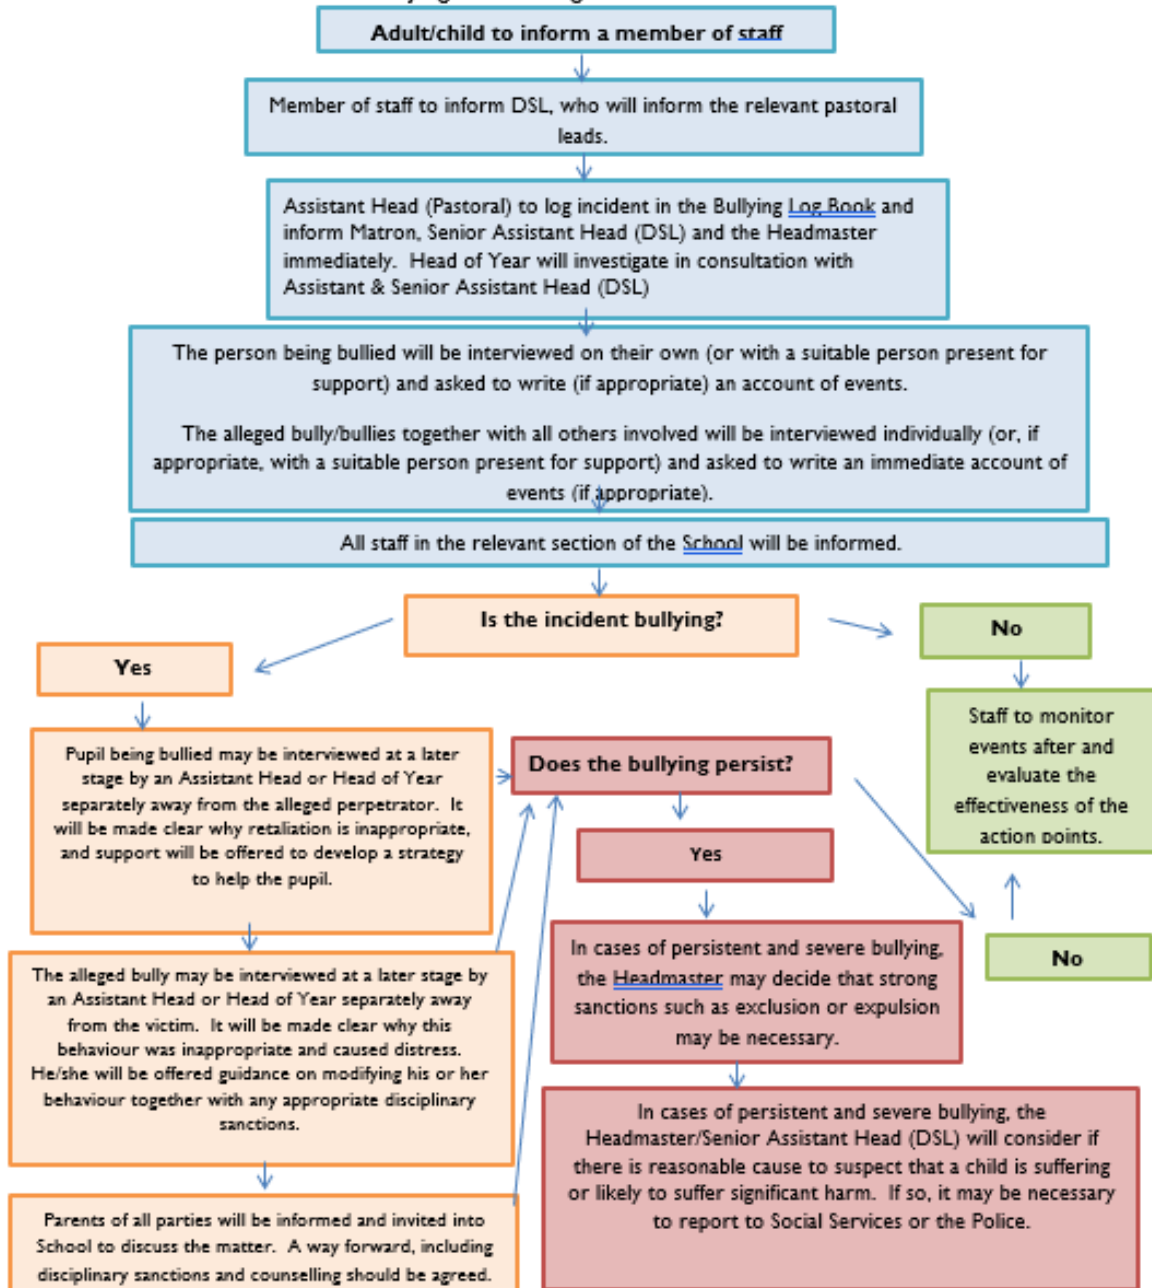 Adult/child to inform a member of staff
Member of staff to inform DSL, who will inform the relevant pastoral
leads.
Assistant Head (Pastoral) to log incident in the Bullying Log Book and
inform Matron, Senior Assistant Head (DSL) and the Headmaster
immediately. Head of Year will investigate in consultation with
Assistant & Senior Assistant Head (DSL)
The person being bullied will be interviewed on their own (or with a suitable person present for
support) and asked to write (if appropriate) an account of events.
The alleged bully/bullies together with all others involved will be interviewed individually (or, if
appropriate, with a suitable person present for support) and asked to write an immediate account of
events (if appropriate).
All staff in the relevant section of the School will be informed.
Is the incident bullying?
No
Staff to monitor
events after and
evaluate the
effectiveness of the
action points.
Yes
Pupil being bullied may be interviewed at a later
stage by an Assistant Head or Head of Year
separately away from the alleged perpetrator. It
will be made clear why retaliation is inappropriate,
and support will be offered to develop a strategy
to help the pupil.
The alleged bully may be interviewed at a later stage by
an Assistant Head or Head of Year separately away
from the victim. It will be made clear why this
behaviour was inappropriate and caused distress.
He/she will be offered guidance on modifying his or her
behaviour together with any appropriate disciplinary
sanctions.
Parents of all parties will be informed and invited into
School to discuss the matter. A way forward, including
disciplinary sanctions and counselling should be agreed.
Does the bullying persist?
Yes
In cases of persistent and severe bullying,
the Headmaster may decide that strong
sanctions such as exclusion or expulsion
may be necessary.
In cases of persistent and severe bullying, the
Headmaster/Senior Assistant Head (DSL) will consider if
there is reasonable cause to suspect that a child is suffering
or likely to suffer significant harm. If so, it may be necessary
to report to Social Services or the Police.
No